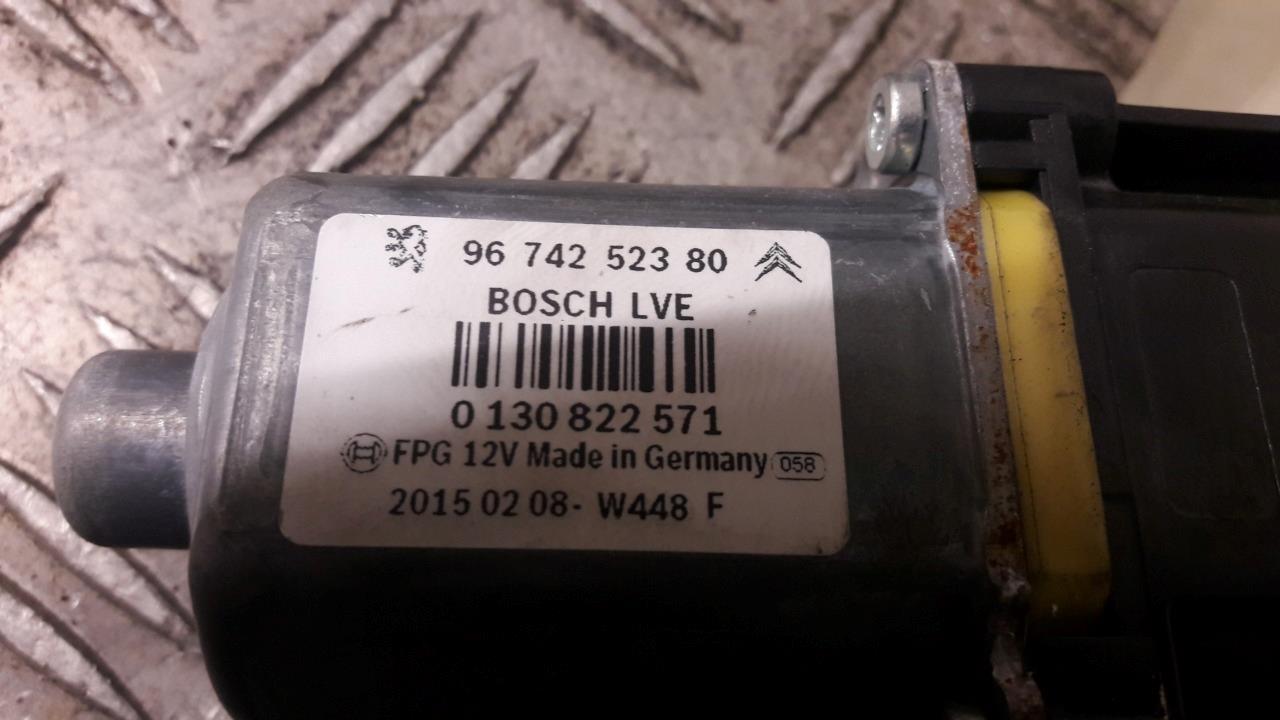 96 742 523 80
BOSCH LVE
0 130 822 571
FPG 12V Made in Germany 058
2015 02 08- W448 F